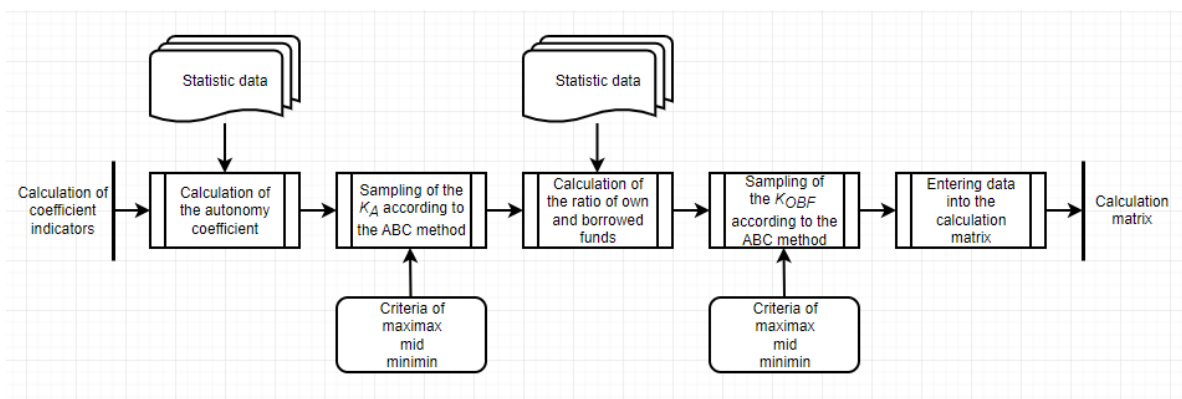 Statistic data
Statistic data
Calculation of
coefficient
indicators
Calculation of
the autonomy
coefficient
Sampling of the
K_A according to
the ABC method
Calculation of
the ratio of own
and borrowed
funds
Sampling of
the K_OBF
according to the
ABC method
Entering data
into the
calculation
matrix
Calculation
matrix
Criteria of
maximax
mid
minimin
Criteria of
maximax
mid
minimin